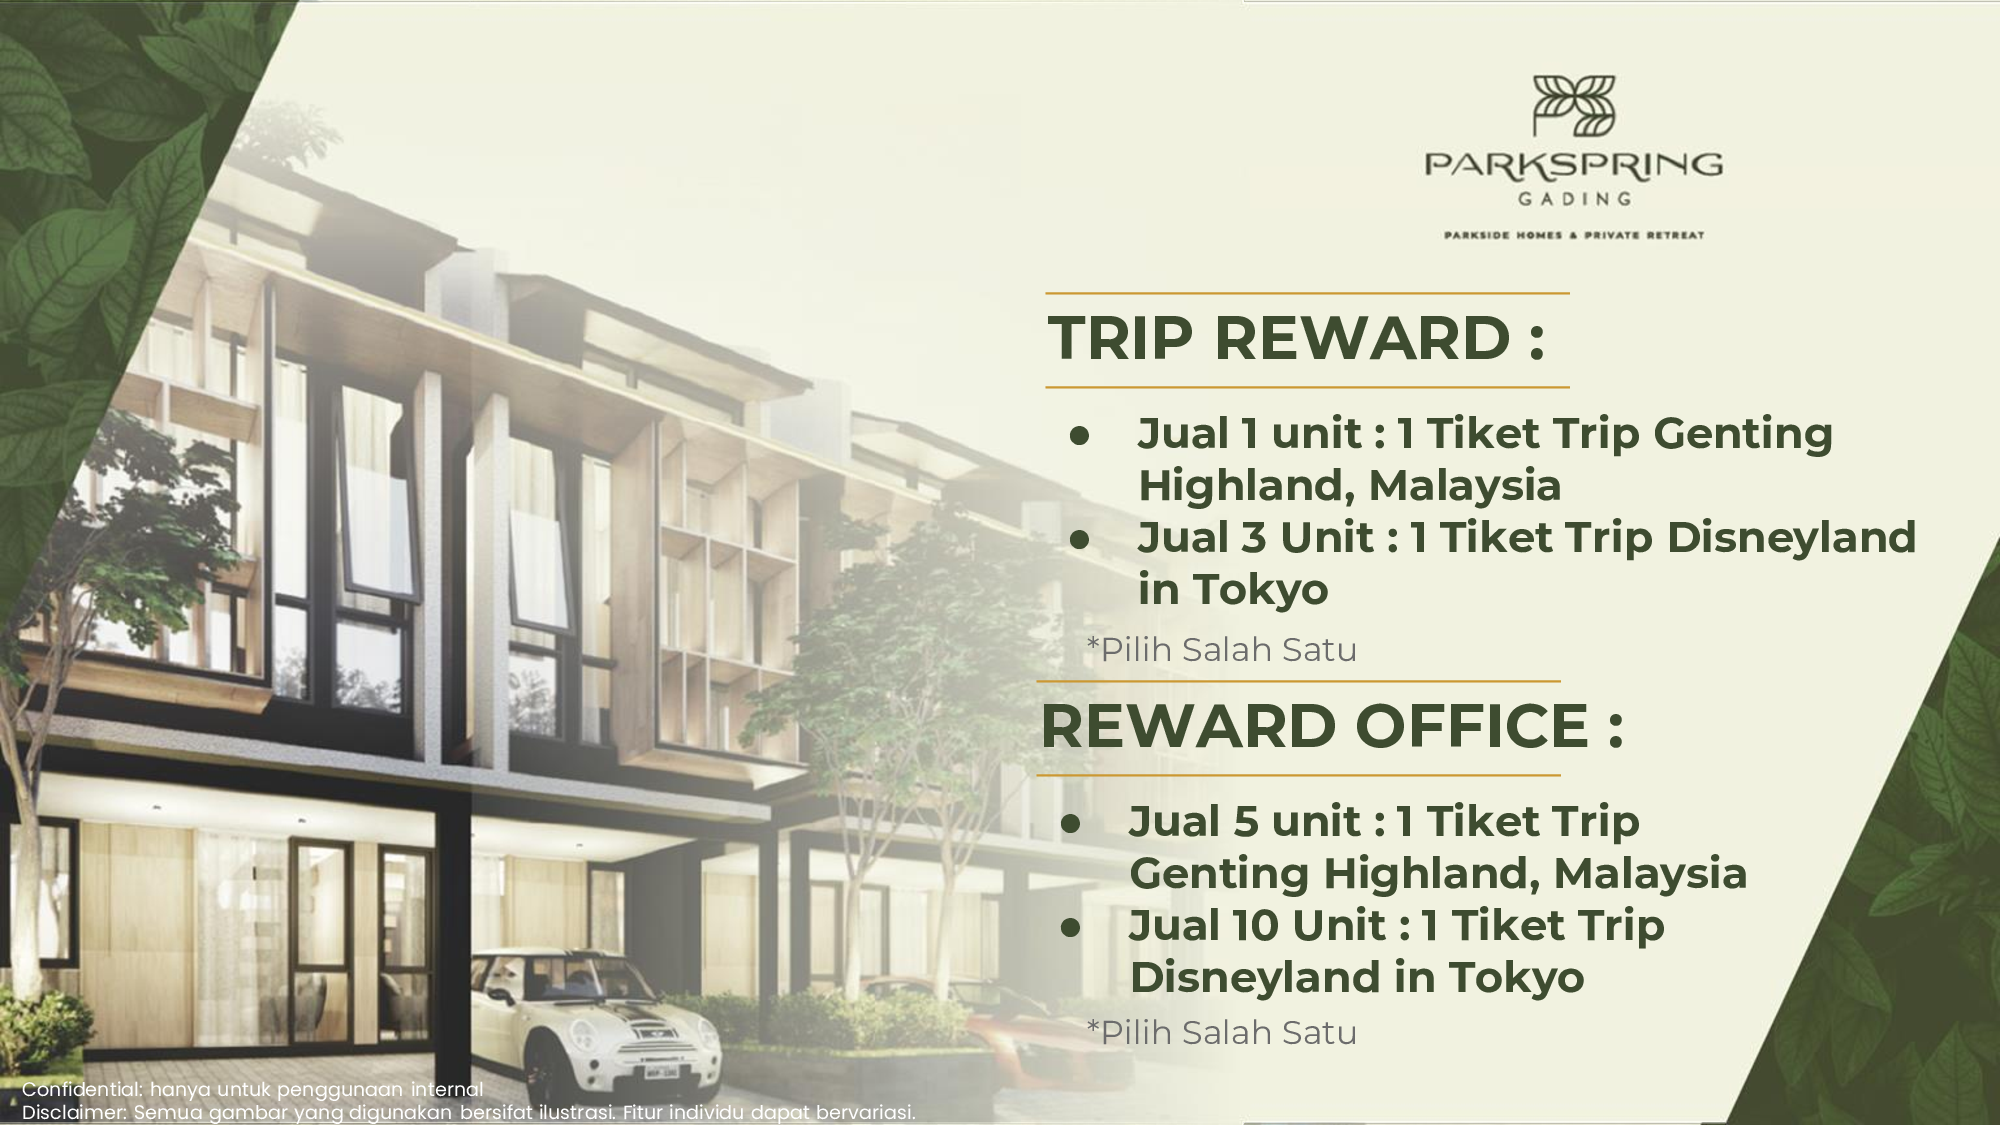 PARKSPRING
GADING
PARKSIDE HOMES & PRIVATE RETREAT
TRIP REWARD :
● Jual 1 unit : 1 Tiket Trip Genting
Highland, Malaysia
● Jual 3 Unit : 1 Tiket Trip Disneyland
in Tokyo
*Pilih Salah Satu
REWARD OFFICE :
● Jual 5 unit : 1 Tiket Trip
Genting Highland, Malaysia
● Jual 10 Unit : 1 Tiket Trip
Disneyland in Tokyo
*Pilih Salah Satu
Confidential: hanya untuk penggunaan internal
Disclaimer: Semua gambar yang digunakan bersifat ilustrasi. Fitur individu dapat bervariasi.